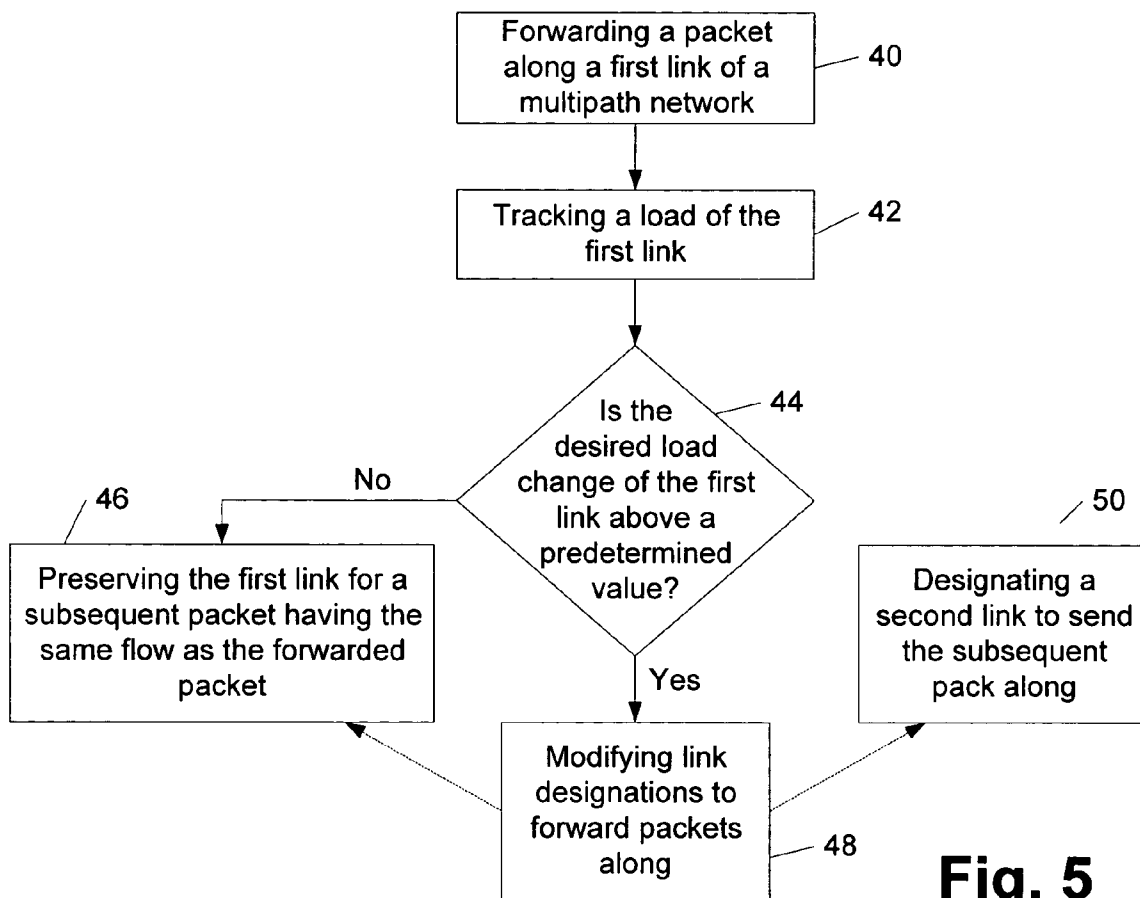 Forwarding a packet
along a first link of a
multipath network
40
Tracking a load of the
first link
42
Is the
desired load
change of the first
link above a
predetermined
value?
44
No
46
Preserving the first link for a
subsequent packet having the
same flow as the forwarded
packet
Yes
50
Designating a
second link to send
the subsequent
pack along
Modifying link
designations to
forward packets
along
48
Fig. 5